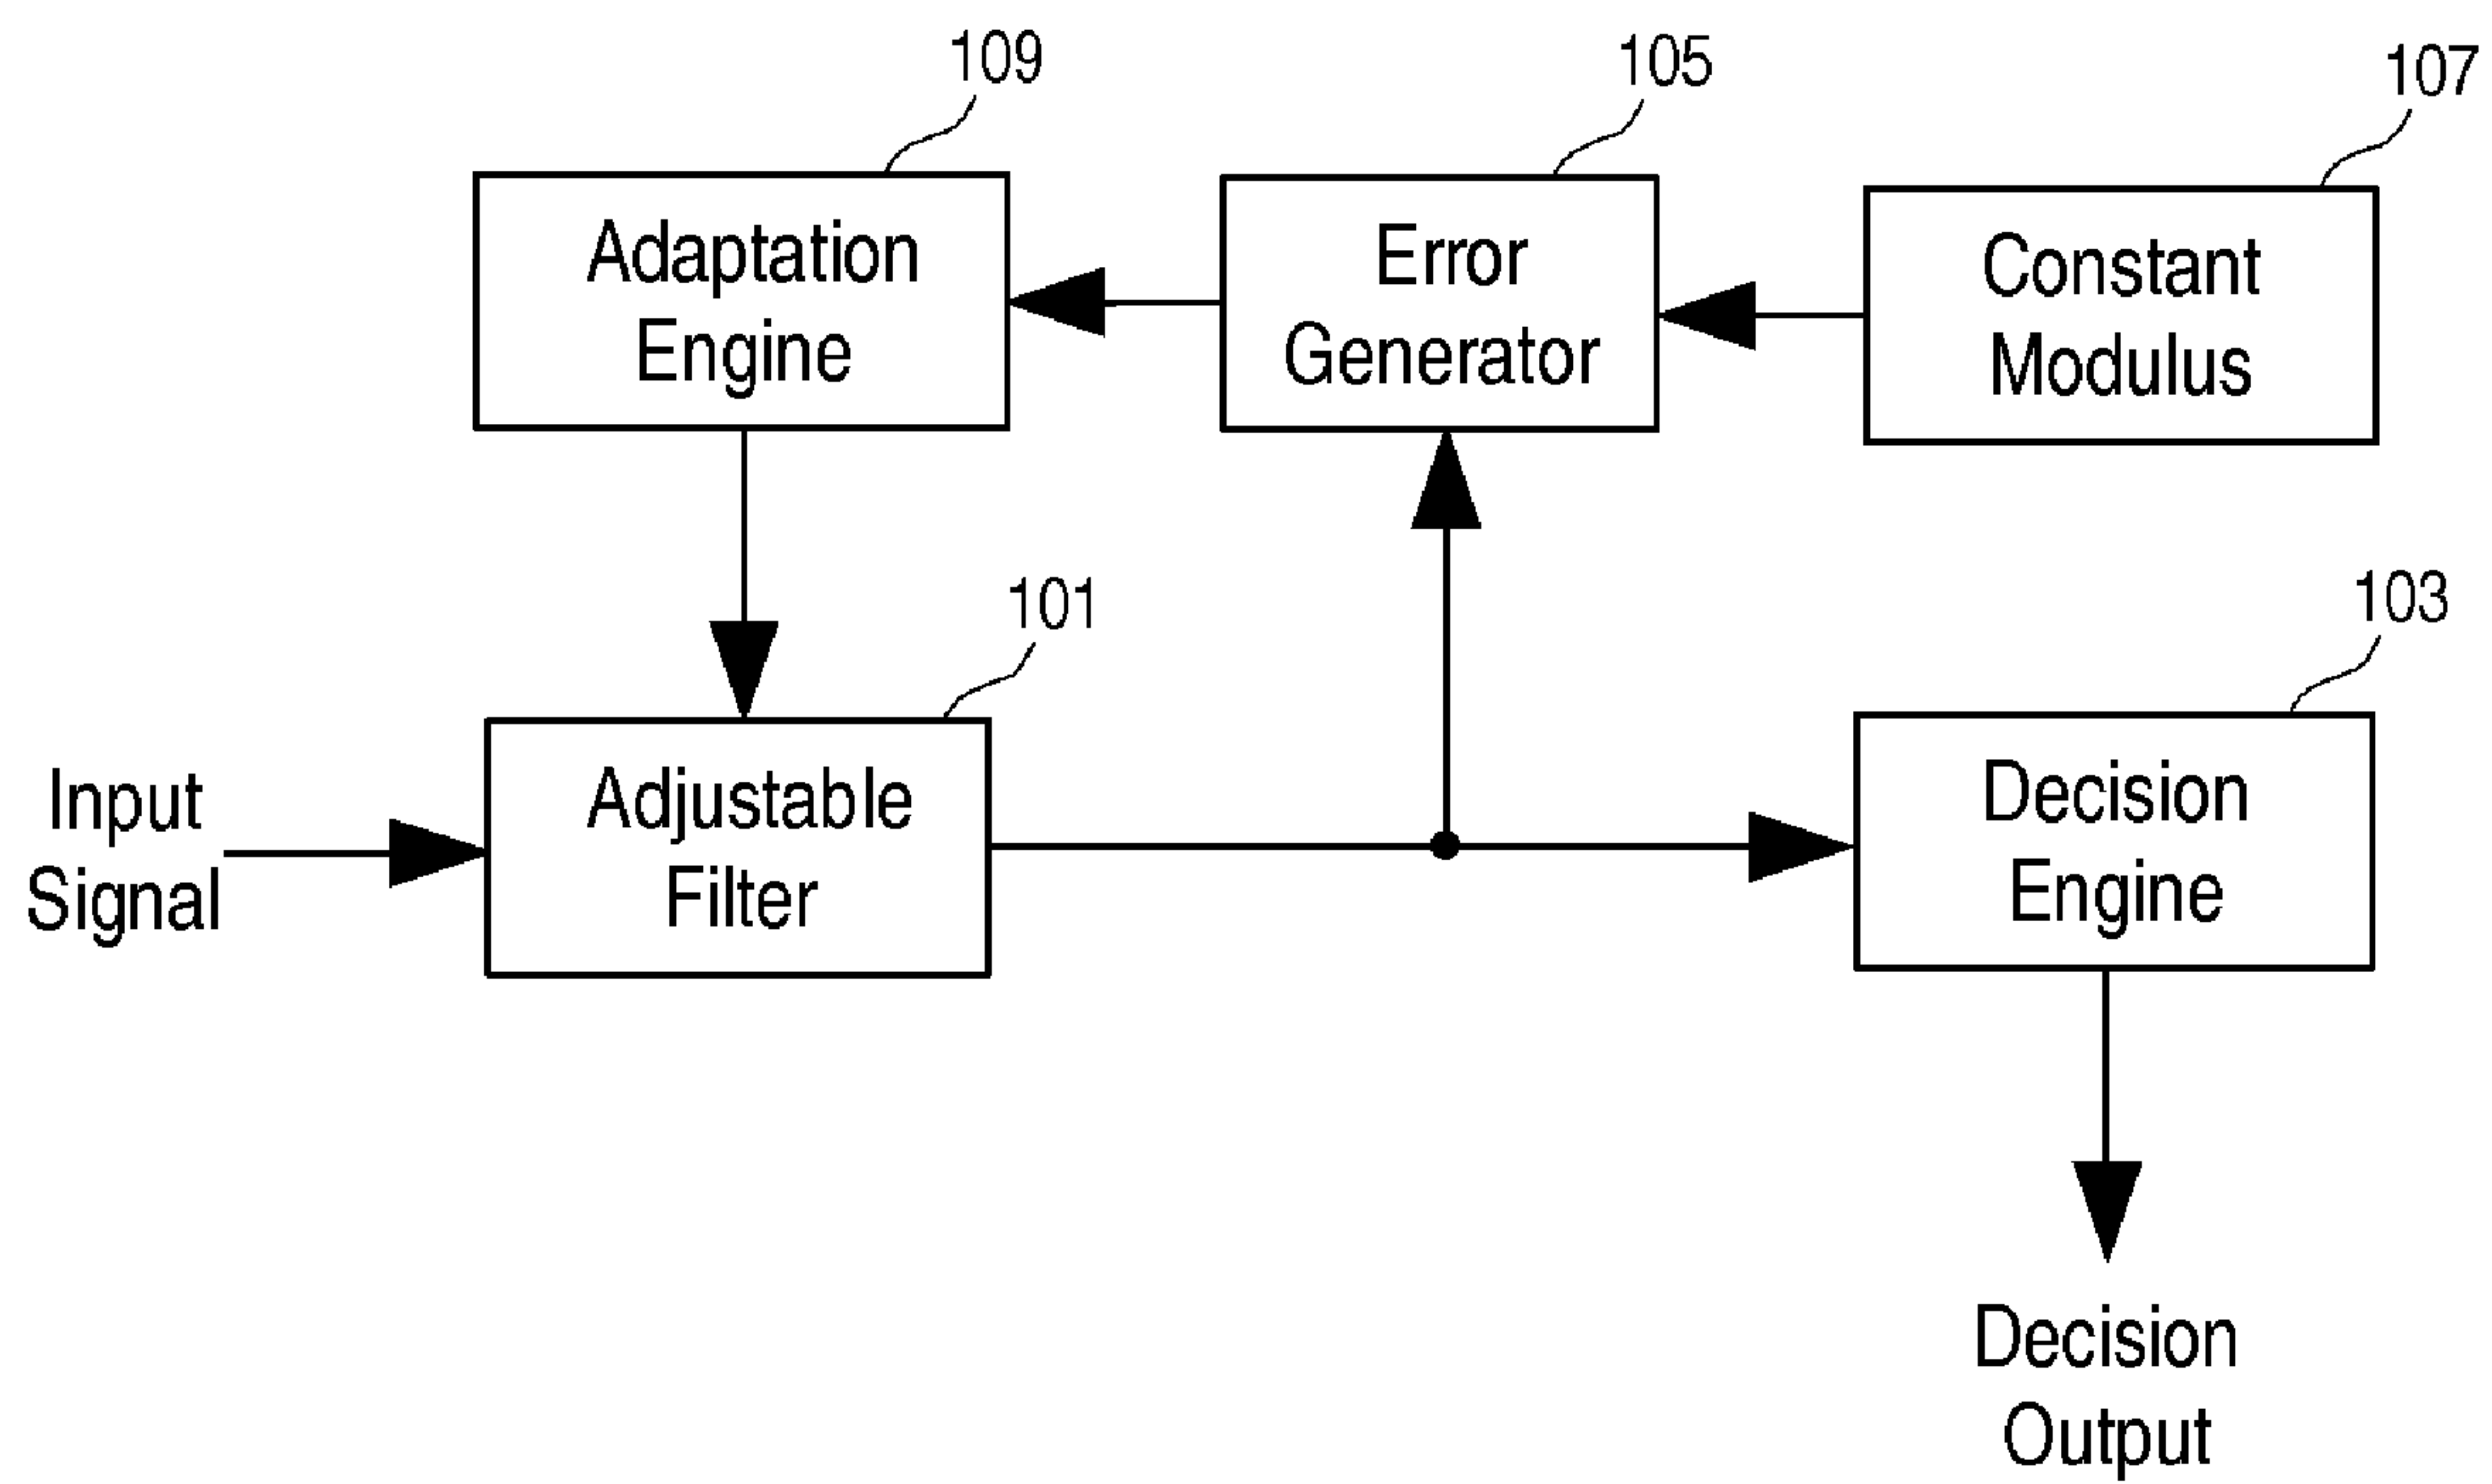 109
105
107
Adaptation
Engine
Error
Generator
Constant
Modulus
101
103
Input
Signal
Adjustable
Filter
Decision
Engine
Decision
Output